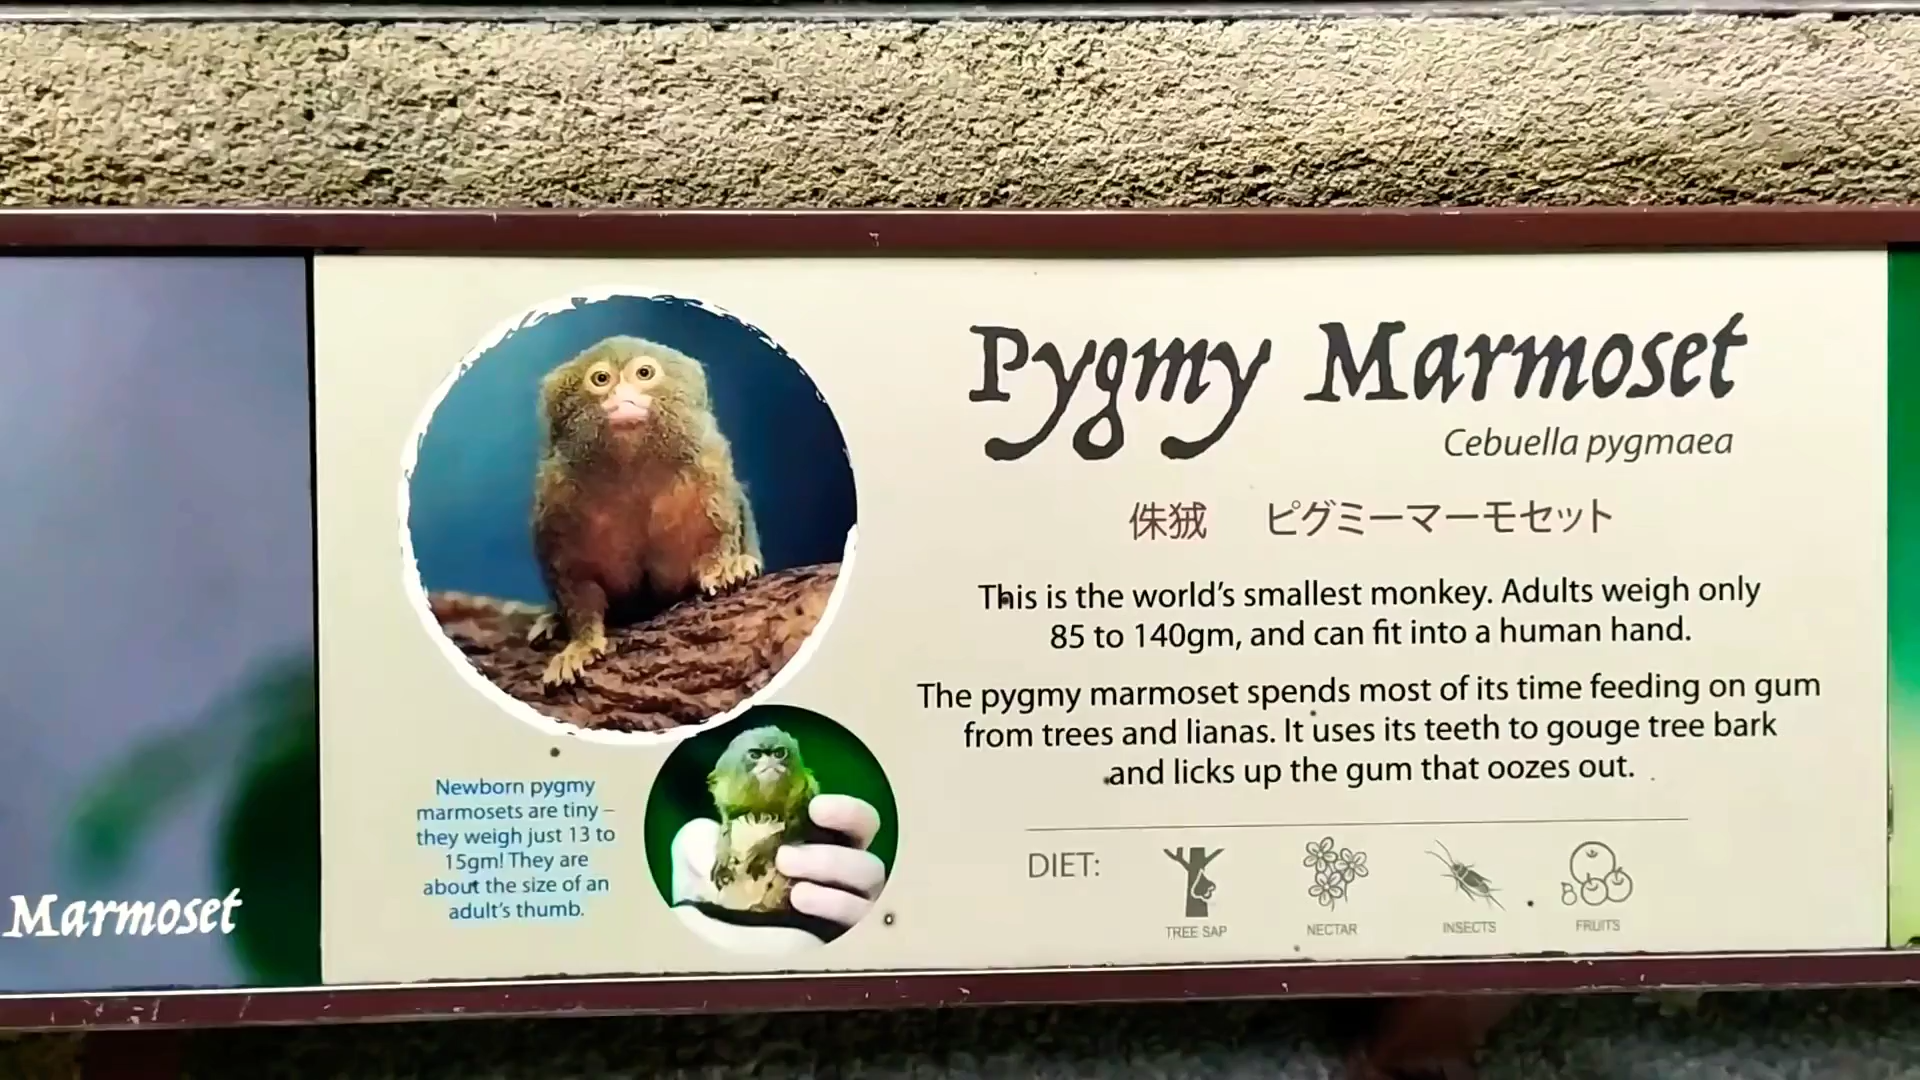 Marmoset
Pygmy Marmoset
Cebuella pygmaea
侏狨 ピグミーマーモセット
This is the world's smallest monkey. Adults weigh only
85 to 140gm, and can fit into a human hand.
The pygmy marmoset spends most of its time feeding on gum
from trees and lianas. It uses its teeth to gouge tree bark
and licks up the gum that oozes out.
Newborn pygmy
marmosets are tiny –
they weigh just 13 to
15gm! They are
about the size of an
adult's thumb.
DIET:
TREE SAP
NECTAR
INSECTS
FRUITS